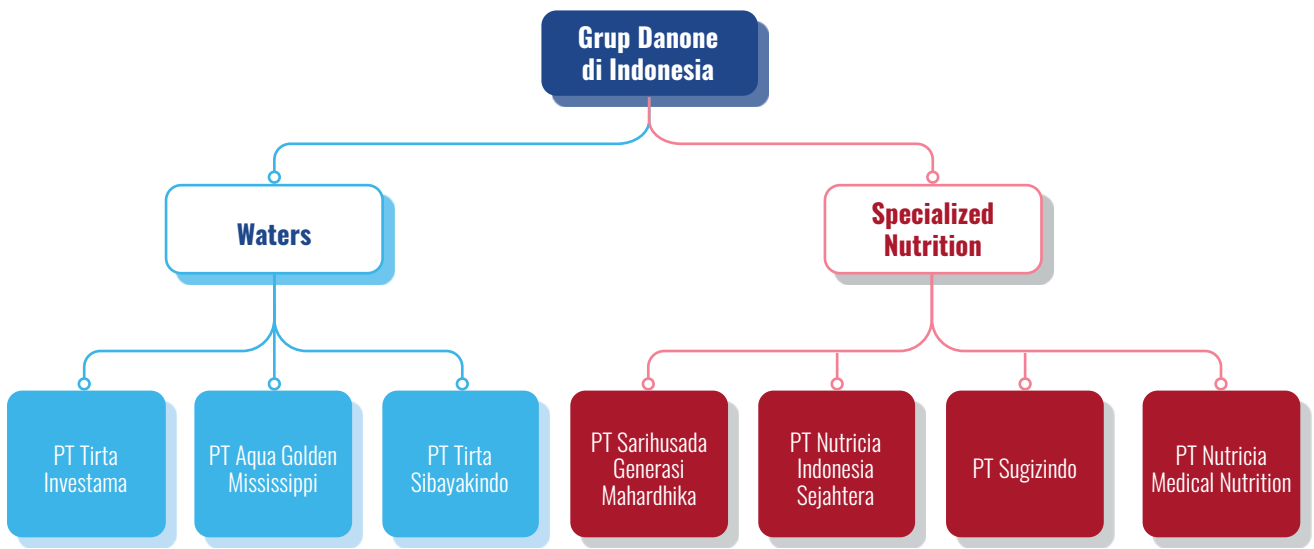 Grup Danone
di Indonesia
Waters
Specialized
Nutrition
PT Tirta
Investama
PT Aqua Golden
Mississippi
PT Tirta
Sibayakindo
PT Sarihusada
Generasi
Mahardhika
PT Nutricia
Indonesia
Sejahtera
PT Sugizindo
PT Nutricia
Medical Nutrition